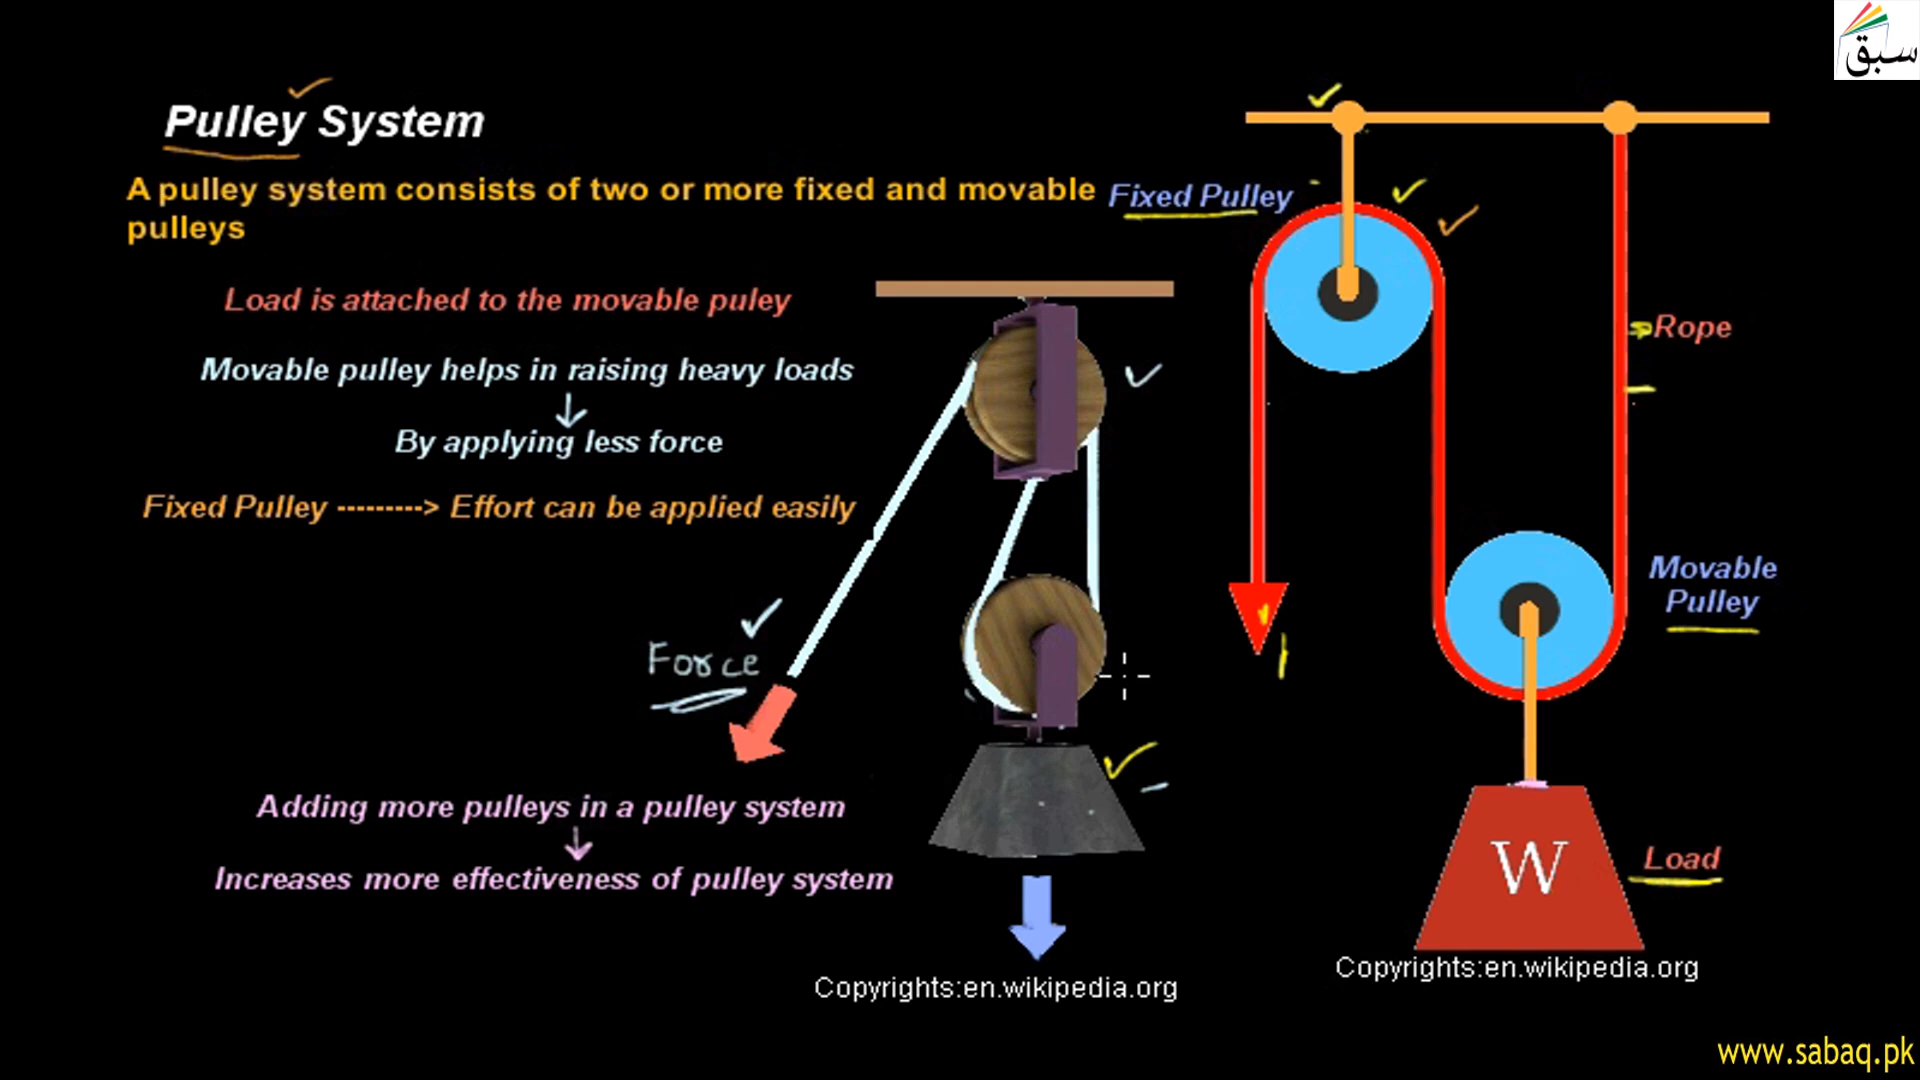 سبق
Pulley System
A pulley system consists of two or more fixed and movable
pulleys
Load is attached to the movable puley
Movable pulley helps in raising heavy loads
By applying less force
Fixed Pulley ---------> Effort can be applied easily
Force
Adding more pulleys in a pulley system
Increases more effectiveness of pulley system
Copyrights:en.wikipedia.org
Fixed Pulley
Rope
Movable
Pulley
W
Load
Copyrights:en.wikipedia.org
www.sabaq.pk